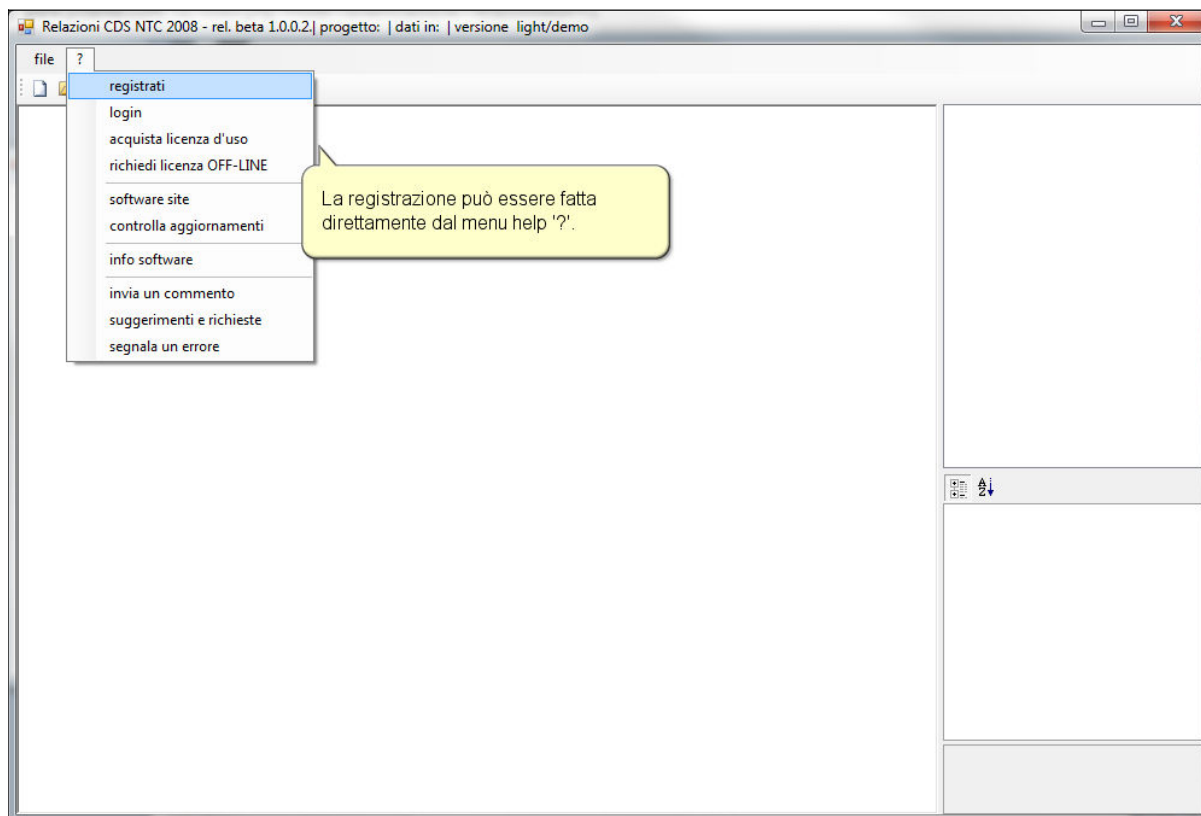 Relazioni CDS NTC 2008 - rel. beta 1.0.0.2.| progetto: | dati in: | versione light/demo
file ?
registrati
login
acquista licenza d'uso
richiedi licenza OFF-LINE
software site
controlla aggiornamenti
info software
invia un commento
suggerimenti e richieste
segnala un errore
La registrazione può essere fatta
direttamente dal menu help '?'.